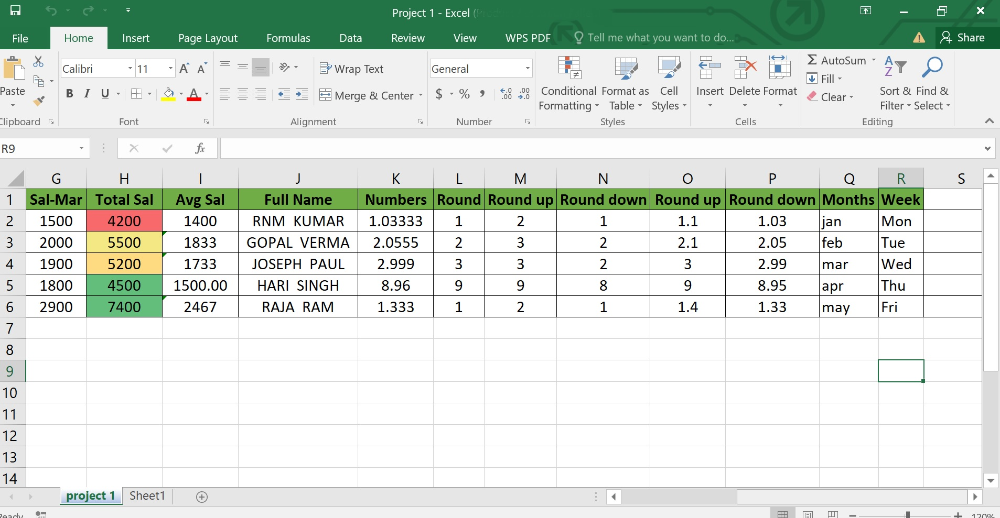 Project 1 - Excel
File Home Insert Page Layout Formulas Data Review View WPS PDF Tell me what you want to do... Share
Calibri 11 A A Wrap Text General AutoSum
Paste B I U A Merge & Center $ % Conditional Formatting Format as Table Cell Styles Insert Delete Format Fill Clear Sort & Filter Find & Select
Clipboard Font Alignment Number Styles Cells Editing
R9 fx
G H I J K L M N O P Q R S
1 Sal-Mar Total Sal Avg Sal Full Name Numbers Round Round up Round down Round up Round down Months Week
2 1500 4200 1400 RNM KUMAR 1.03333 1 2 1 1.1 1.03 jan Mon
3 2000 5500 1833 GOPAL VERMA 2.0555 2 3 2 2.1 2.05 feb Tue
4 1900 5200 1733 JOSEPH PAUL 2.999 3 3 2 3 2.99 mar Wed
5 1800 4500 1500.00 HARI SINGH 8.96 9 9 8 9 8.95 apr Thu
6 2900 7400 2467 RAJA RAM 1.333 1 2 1 1.4 1.33 may Fri
7
8
9
10
11
12
13
14
project 1 Sheet1
Ready 120%